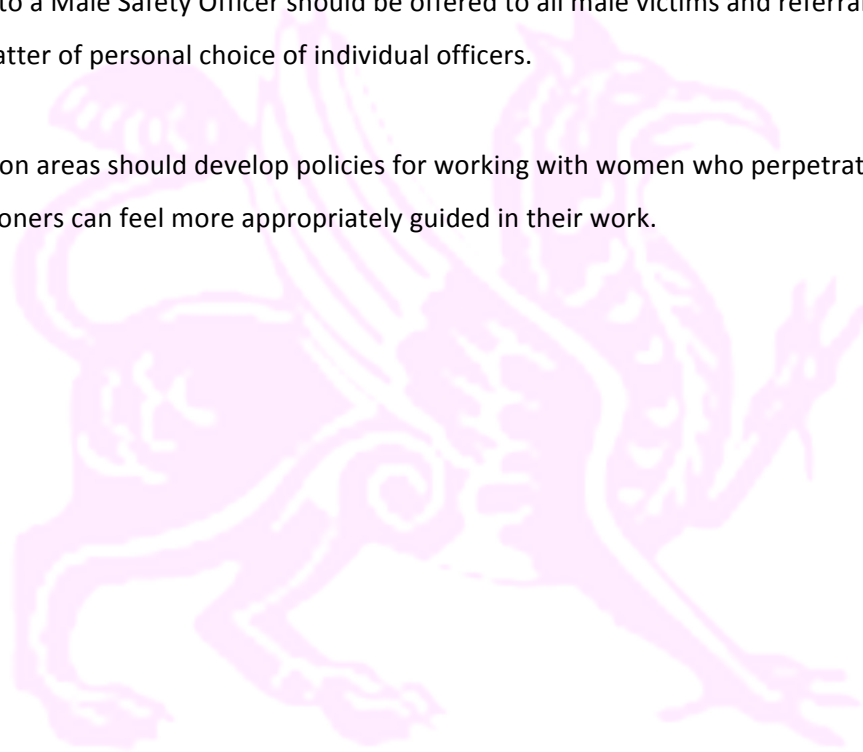 to a Male Safety Officer should be offered to all male victims and referral
atter of personal choice of individual officers.
on areas should develop policies for working with women who perpetrat
oners can feel more appropriately guided in their work.